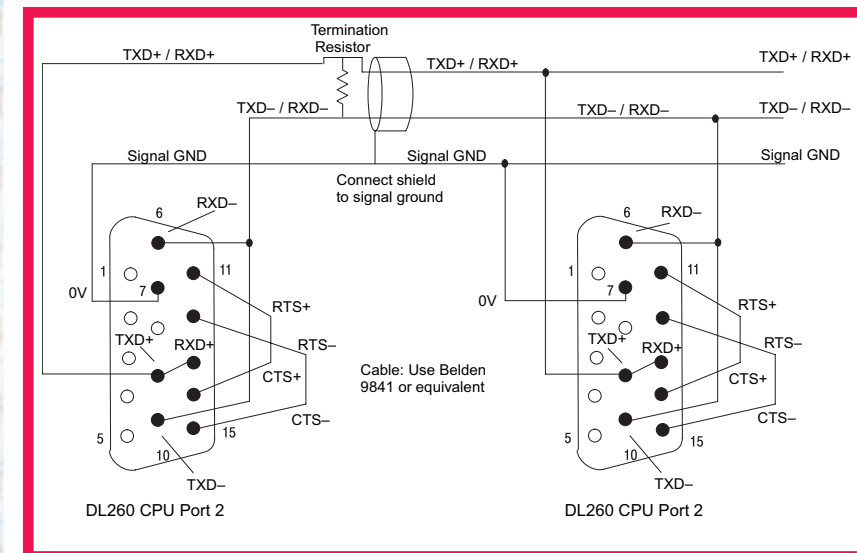 Termination
Resistor
TXD+ / RXD+
TXD+ / RXD+
TXD+ / RXD+
TXD– / RXD–
TXD– / RXD–
TXD– / RXD–
Signal GND
Signal GND
Signal GND
Connect shield
to signal ground
6
RXD–
1
11
0V
7
RTS+
TXD+
RXD+
RTS–
CTS+
CTS–
5
15
10
TXD–
DL260 CPU Port 2
Cable: Use Belden
9841 or equivalent
6
RXD–
1
11
0V
7
RTS+
TXD+
RXD+
RTS–
CTS+
CTS–
5
15
10
TXD–
DL260 CPU Port 2